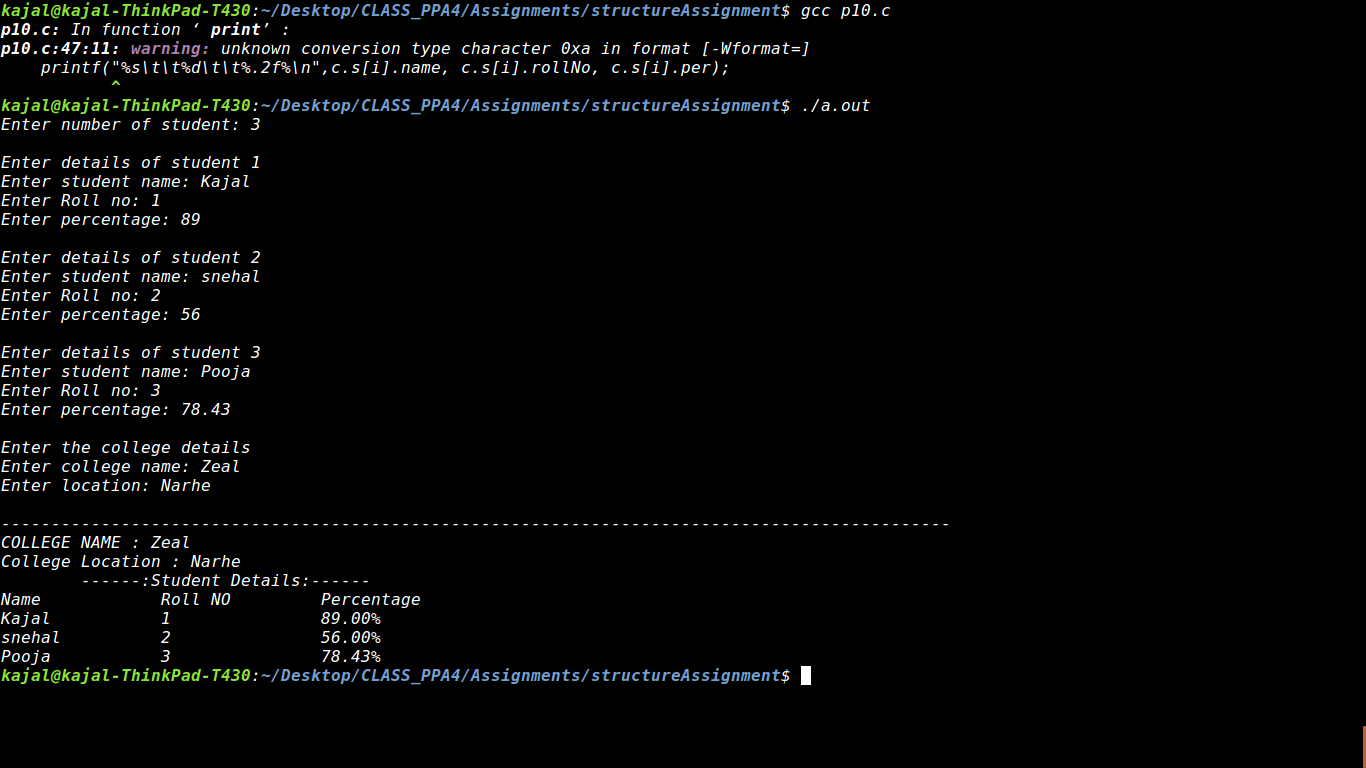 kajal@kajal-ThinkPad-T430:~/Desktop/CLASS_PPA4/Assignments/structureAssignment$ gcc p10.c
p10.c: In function ‘ print’ :
p10.c:47:11: warning: unknown conversion type character 0xa in format [-Wformat=]
    printf("%s\t\t%d\t\t%.2f%\n",c.s[i].name, c.s[i].rollNo, c.s[i].per);
           ^
kajal@kajal-ThinkPad-T430:~/Desktop/CLASS_PPA4/Assignments/structureAssignment$ ./a.out
Enter number of student: 3

Enter details of student 1
Enter student name: Kajal
Enter Roll no: 1
Enter percentage: 89

Enter details of student 2
Enter student name: snehal
Enter Roll no: 2
Enter percentage: 56

Enter details of student 3
Enter student name: Pooja
Enter Roll no: 3
Enter percentage: 78.43

Enter the college details
Enter college name: Zeal
Enter location: Narhe

-----------------------------------------------------------------------------------------------
COLLEGE NAME : Zeal
College Location : Narhe
        ------:Student Details:------
Name            Roll NO         Percentage
Kajal           1               89.00%
snehal          2               56.00%
Pooja           3               78.43%
kajal@kajal-ThinkPad-T430:~/Desktop/CLASS_PPA4/Assignments/structureAssignment$